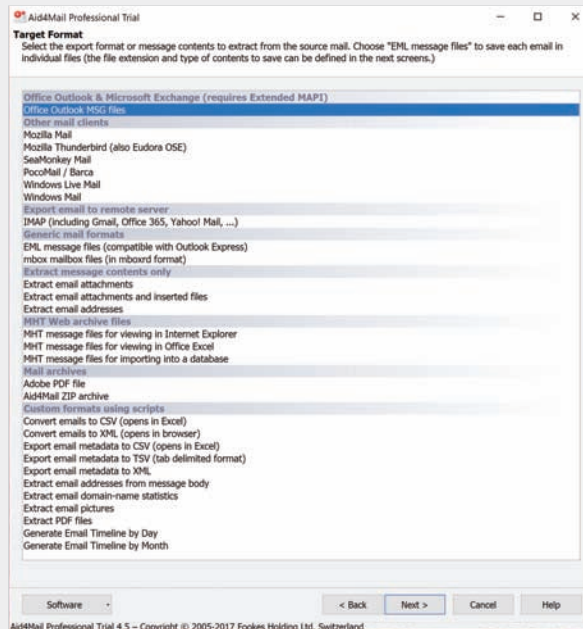 Aid4Mail Professional Trial
Target Format
Select the export format or message contents to extract from the source mail. Choose "EML message files" to save each email in
individual files (the file extension and type of contents to save can be defined in the next screens.)
Office Outlook & Microsoft Exchange (requires Extended MAPI)
Office Outlook MSG files
Other mail clients
Mozilla Mail
Mozilla Thunderbird (also Eudora OSE)
SeaMonkey Mail
PocoMail / Barca
Windows Live Mail
Windows Mail
Export email to remote server
IMAP (including Gmail, Office 365, Yahoo! Mail, ...)
Generic mail formats
EML message files (compatible with Outlook Express)
mbox mailbox files (in mboxrd format)
Extract message contents only
Extract email attachments
Extract email attachments and inserted files
Extract email addresses
MHT Web archive files
MHT message files for viewing in Internet Explorer
MHT message files for viewing in Office Excel
MHT message files for importing into a database
Mail archives
Adobe PDF file
Aid4Mail ZIP archive
Custom formats using scripts
Convert emails to CSV (opens in Excel)
Convert emails to XML (opens in browser)
Export email metadata to CSV (opens in Excel)
Export email metadata to TSV (tab delimited format)
Export email metadata to XML
Extract email addresses from message body
Extract email domain-name statistics
Extract email pictures
Extract PDF files
Generate Email Timeline by Day
Generate Email Timeline by Month
Software < Back Next > Cancel Help
Aid4Mail Professional Trial 4.5 – Copyright © 2005-2017 Fookes Holding Ltd, Switzerland